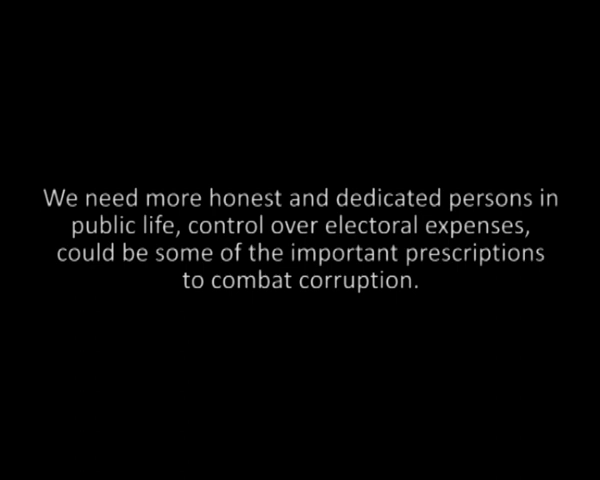 We need more honest and dedicated persons in
public life, control over electoral expenses,
could be some of the important prescriptions
to combat corruption.